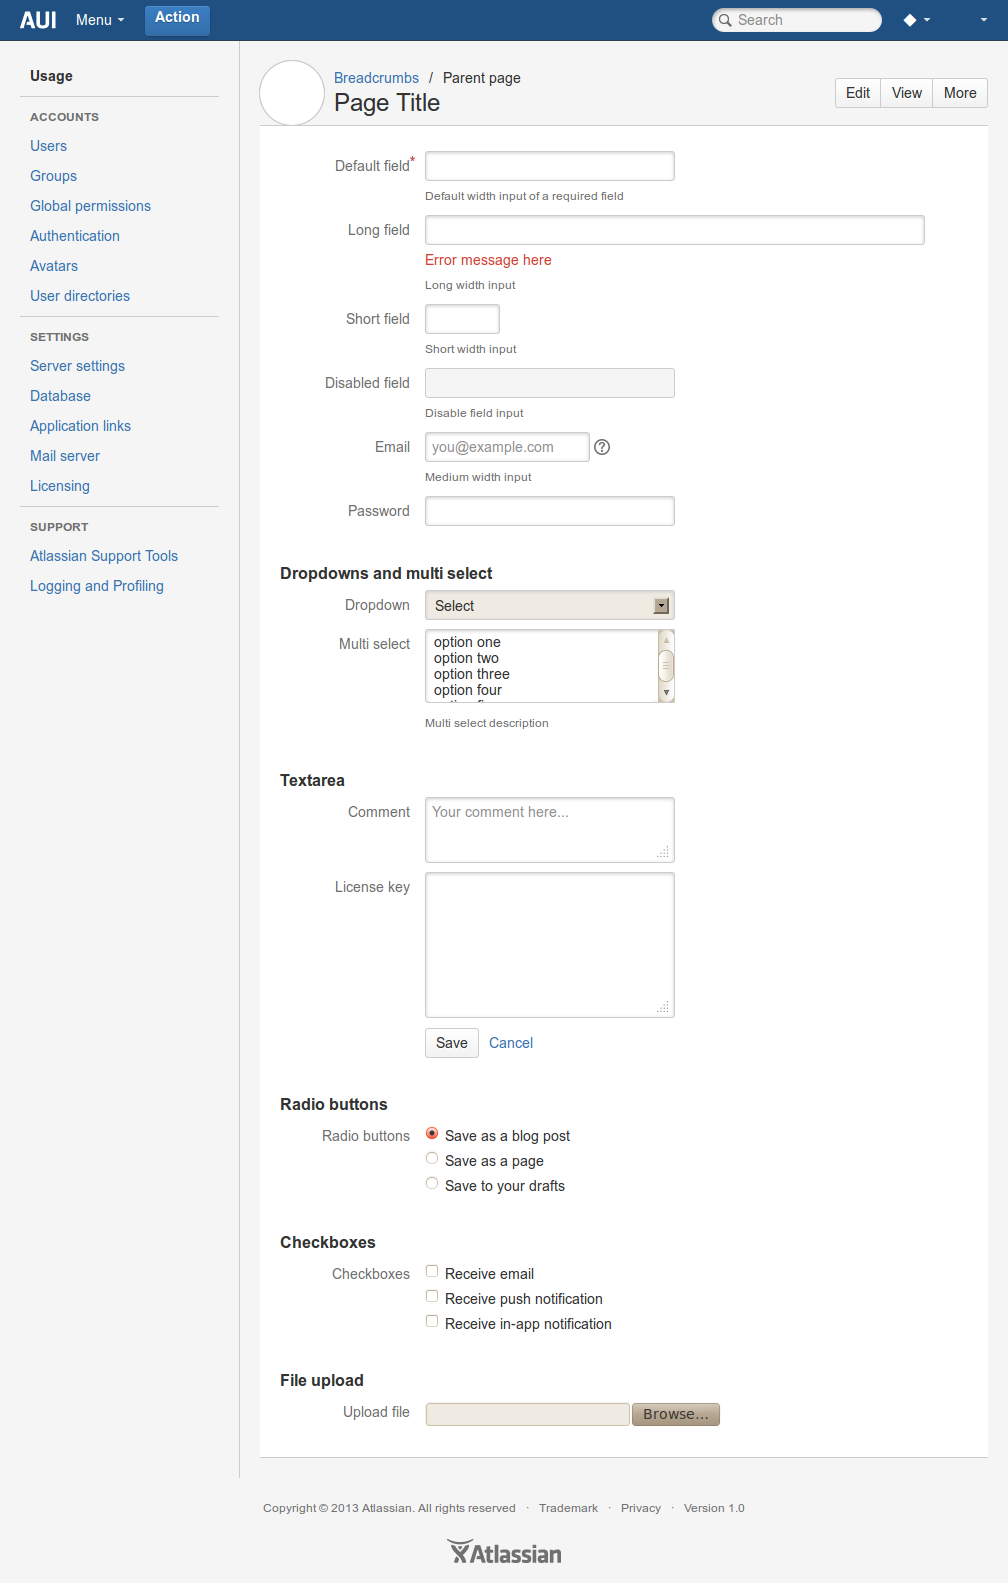 AUI Menu Action Search
Usage
ACCOUNTS
Users
Groups
Global permissions
Authentication
Avatars
User directories
SETTINGS
Server settings
Database
Application links
Mail server
Licensing
SUPPORT
Atlassian Support Tools
Logging and Profiling
Breadcrumbs / Parent page
Page Title
Edit View More
Default field*
Default width input of a required field
Long field
Error message here
Long width input
Short field
Short width input
Disabled field
Disable field input
Email you@example.com
Medium width input
Password
Dropdowns and multi select
Dropdown Select
Multi select option one
option two
option three
option four
Multi select description
Textarea
Comment Your comment here...
License key
Save Cancel
Radio buttons
Radio buttons Save as a blog post
Save as a page
Save to your drafts
Checkboxes
Checkboxes Receive email
Receive push notification
Receive in-app notification
File upload
Upload file Browse...
Copyright © 2013 Atlassian. All rights reserved · Trademark · Privacy · Version 1.0
Atlassian